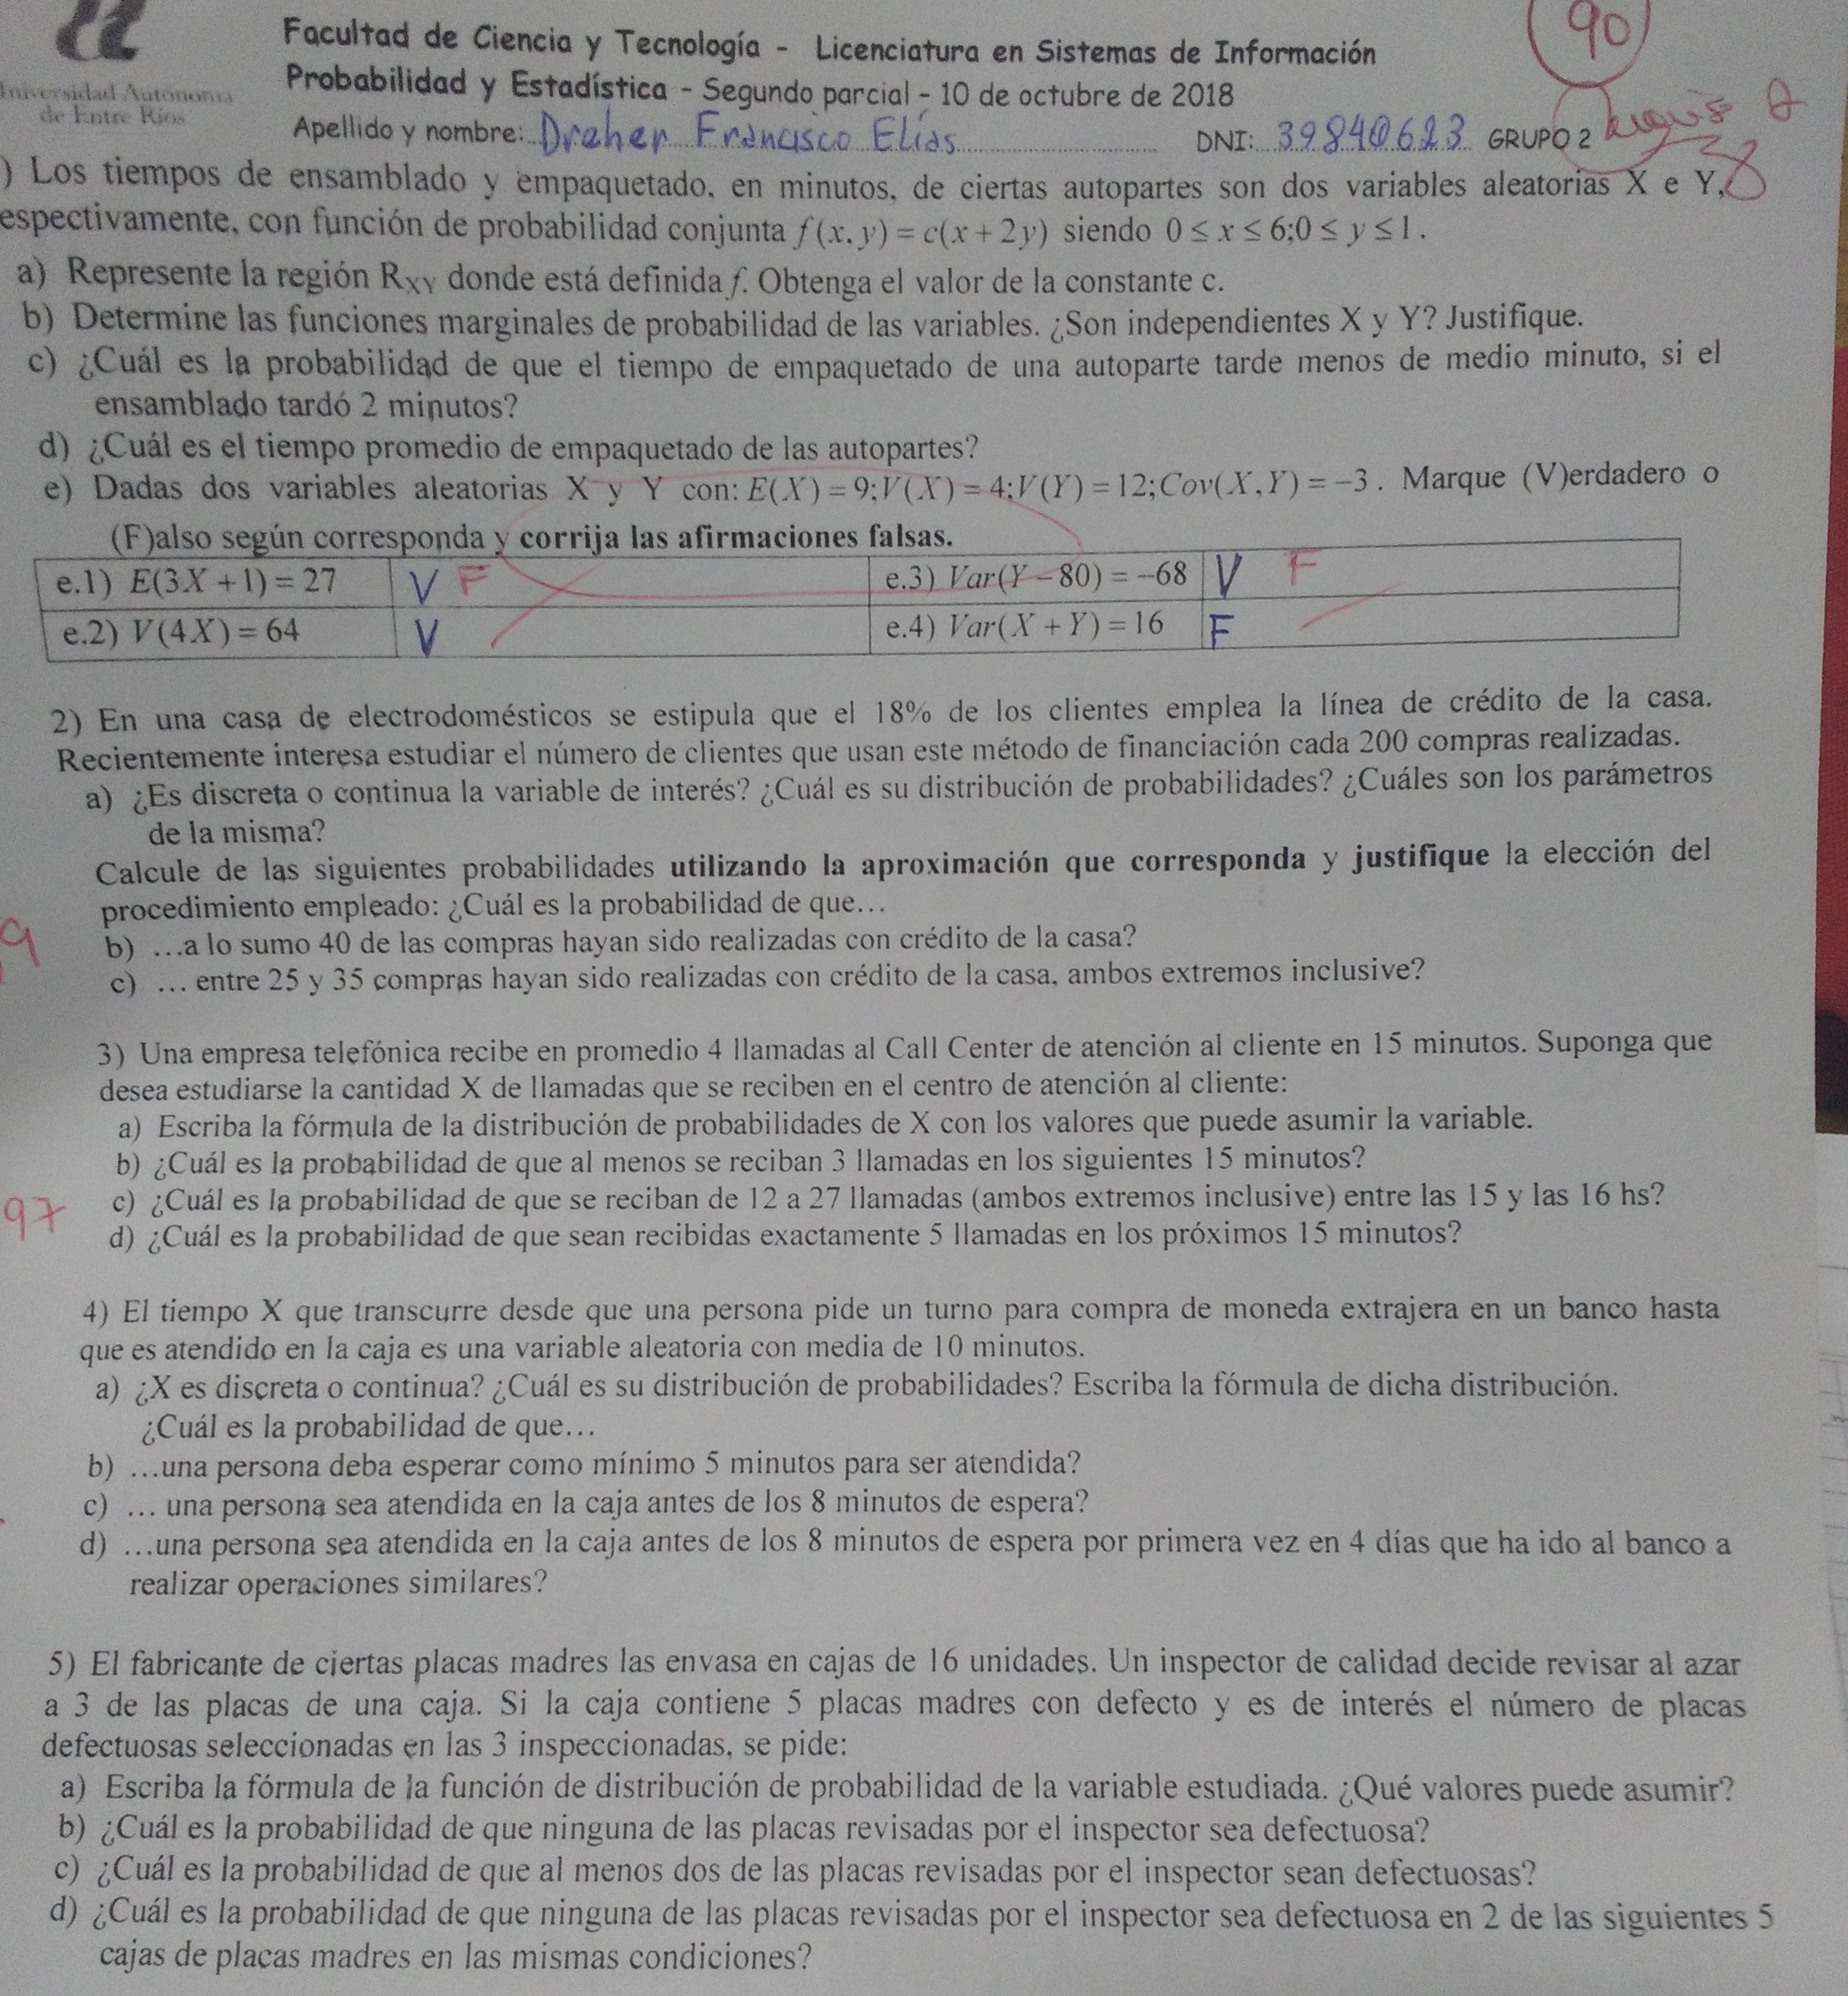 90
Facultad de Ciencia y Tecnología - Licenciatura en Sistemas de Información
Universidad Autónoma
de Entre Ríos
Probabilidad y Estadística - Segundo parcial - 10 de octubre de 2018
Apellido y nombre: Dreher Francisco Elías DNI: 39840623 GRUPO 2
) Los tiempos de ensamblado y empaquetado, en minutos, de ciertas autopartes son dos variables aleatorias X e Y,
espectivamente, con función de probabilidad conjunta f(x,y) = c(x+2y) siendo 0 ≤ x ≤ 6;0 ≤ y ≤ 1 .
a) Represente la región R_XY donde está definida f. Obtenga el valor de la constante c.
b) Determine las funciones marginales de probabilidad de las variables. ¿Son independientes X y Y? Justifique.
c) ¿Cuál es la probabilidad de que el tiempo de empaquetado de una autoparte tarde menos de medio minuto, si el
ensamblado tardó 2 minutos?
d) ¿Cuál es el tiempo promedio de empaquetado de las autopartes?
e) Dadas dos variables aleatorias X y Y con: E(X) = 9;V(X) = 4;V(Y) = 12;Cov(X,Y) = -3 . Marque (V)erdadero o
(F)also según corresponda y corrija las afirmaciones falsas.
e.1) E(3X + 1) = 27 V F e.3) Var(Y - 80) = -68 V F
e.2) V(4X) = 64 V e.4) Var(X + Y) = 16 F
2) En una casa de electrodomésticos se estipula que el 18% de los clientes emplea la línea de crédito de la casa.
Recientemente interesa estudiar el número de clientes que usan este método de financiación cada 200 compras realizadas.
a) ¿Es discreta o continua la variable de interés? ¿Cuál es su distribución de probabilidades? ¿Cuáles son los parámetros
de la misma?
Calcule de las siguientes probabilidades utilizando la aproximación que corresponda y justifique la elección del
procedimiento empleado: ¿Cuál es la probabilidad de que…
b) …a lo sumo 40 de las compras hayan sido realizadas con crédito de la casa?
c) … entre 25 y 35 compras hayan sido realizadas con crédito de la casa, ambos extremos inclusive?
3) Una empresa telefónica recibe en promedio 4 llamadas al Call Center de atención al cliente en 15 minutos. Suponga que
desea estudiarse la cantidad X de llamadas que se reciben en el centro de atención al cliente:
a) Escriba la fórmula de la distribución de probabilidades de X con los valores que puede asumir la variable.
b) ¿Cuál es la probabilidad de que al menos se reciban 3 llamadas en los siguientes 15 minutos?
97 c) ¿Cuál es la probabilidad de que se reciban de 12 a 27 llamadas (ambos extremos inclusive) entre las 15 y las 16 hs?
d) ¿Cuál es la probabilidad de que sean recibidas exactamente 5 llamadas en los próximos 15 minutos?
4) El tiempo X que transcurre desde que una persona pide un turno para compra de moneda extrajera en un banco hasta
que es atendido en la caja es una variable aleatoria con media de 10 minutos.
a) ¿X es discreta o continua? ¿Cuál es su distribución de probabilidades? Escriba la fórmula de dicha distribución.
¿Cuál es la probabilidad de que…
b) …una persona deba esperar como mínimo 5 minutos para ser atendida?
c) … una persona sea atendida en la caja antes de los 8 minutos de espera?
d) …una persona sea atendida en la caja antes de los 8 minutos de espera por primera vez en 4 días que ha ido al banco a
realizar operaciones similares?
5) El fabricante de ciertas placas madres las envasa en cajas de 16 unidades. Un inspector de calidad decide revisar al azar
a 3 de las placas de una caja. Si la caja contiene 5 placas madres con defecto y es de interés el número de placas
defectuosas seleccionadas en las 3 inspeccionadas, se pide:
a) Escriba la fórmula de la función de distribución de probabilidad de la variable estudiada. ¿Qué valores puede asumir?
b) ¿Cuál es la probabilidad de que ninguna de las placas revisadas por el inspector sea defectuosa?
c) ¿Cuál es la probabilidad de que al menos dos de las placas revisadas por el inspector sean defectuosas?
d) ¿Cuál es la probabilidad de que ninguna de las placas revisadas por el inspector sea defectuosa en 2 de las siguientes 5
cajas de placas madres en las mismas condiciones?